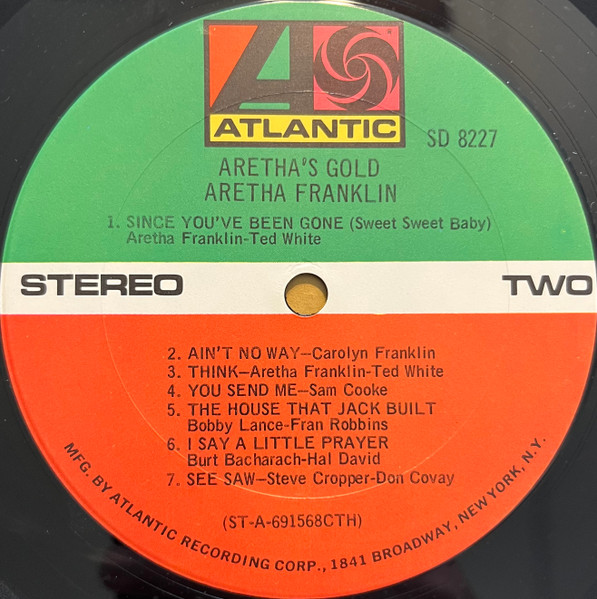 ATLANTIC
SD 8227
ARETHA'S GOLD
ARETHA FRANKLIN
1. SINCE YOU'VE BEEN GONE (Sweet Sweet Baby)
Aretha Franklin-Ted White
STEREO
TWO
2. AIN'T NO WAY—Carolyn Franklin
3. THINK—Aretha Franklin-Ted White
4. YOU SEND ME—Sam Cooke
5. THE HOUSE THAT JACK BUILT
Bobby Lance-Fran Robbins
6. I SAY A LITTLE PRAYER
Burt Bacharach-Hal David
7. SEE SAW—Steve Cropper-Don Covay
(ST-A-691568CTH)
MFG. BY ATLANTIC RECORDING CORP., 1841 BROADWAY, NEW YORK, N.Y.